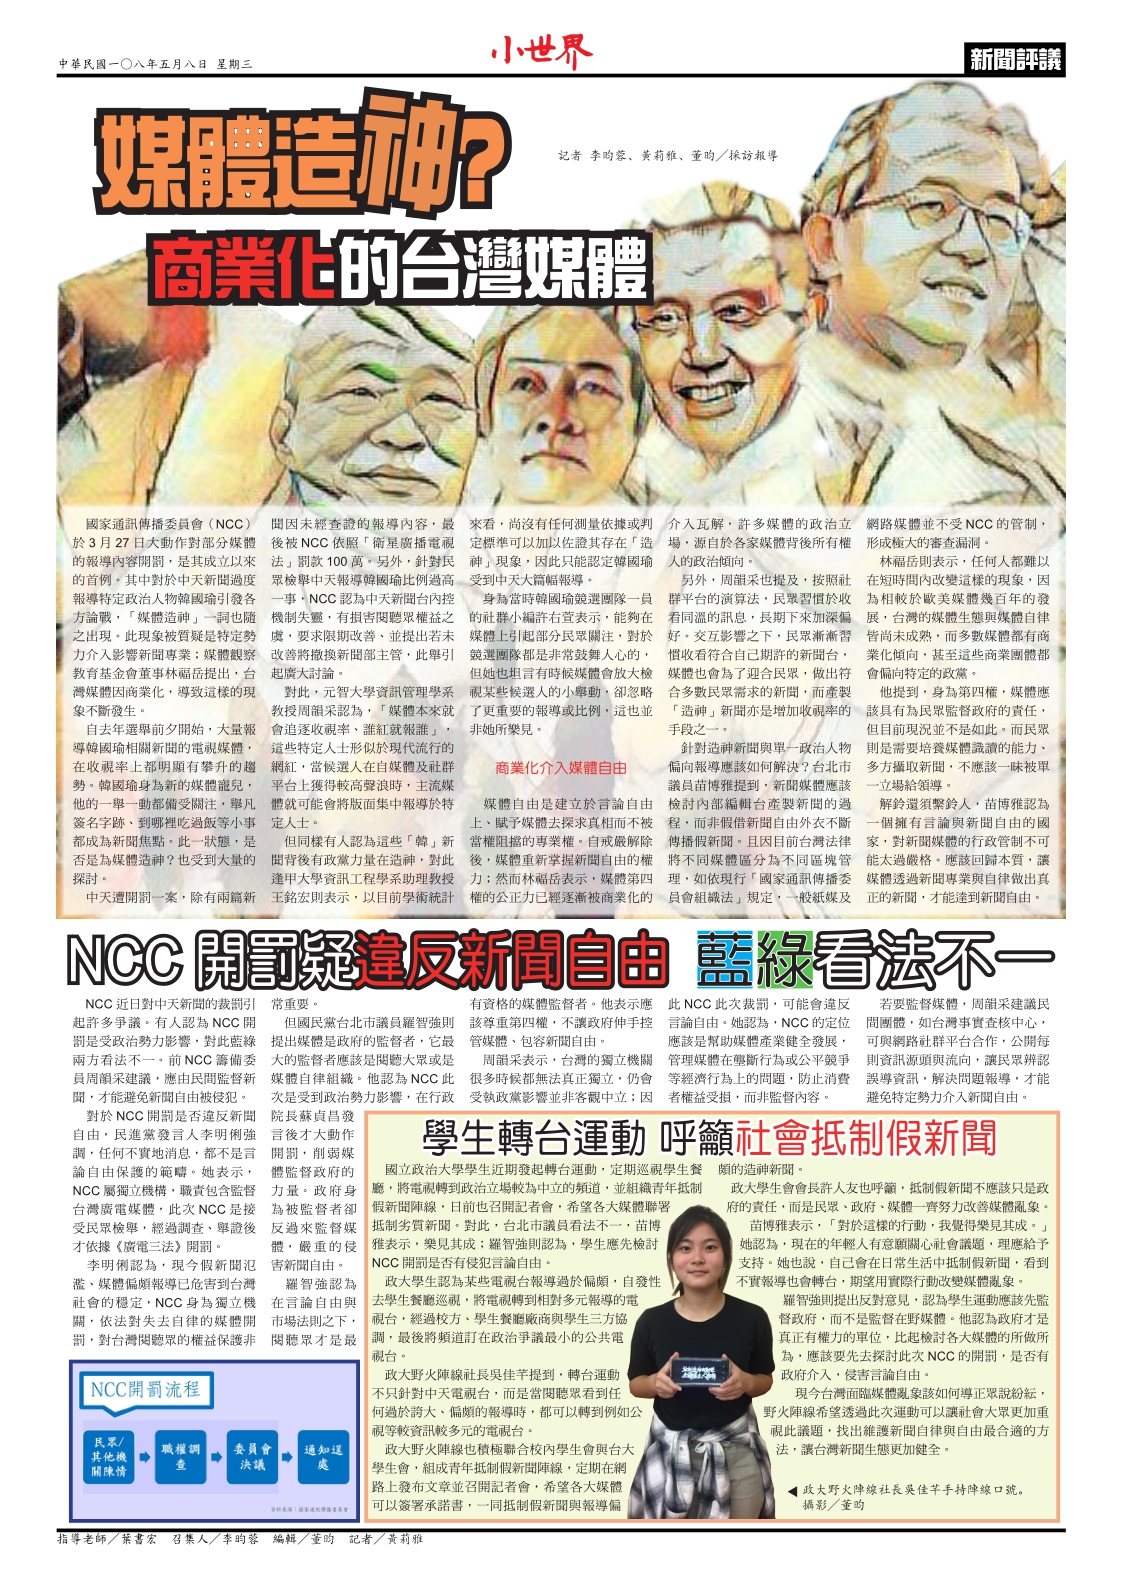 中華民國一〇八年五月八日 星期三
小世界
新聞評議
媒體造神?
記者 李昀蓉、黃莉雅、董昀／採訪報導
商業化的台灣媒體
國家通訊傳播委員會（NCC）
於 3 月 27 日大動作對部分媒體
的報導內容開罰，是其成立以來
的首例。其中對於中天新聞過度
報導特定政治人物韓國瑜引發各
方論戰，「媒體造神」一詞也隨
之出現。此現象被質疑是特定勢
力介入影響新聞專業；媒體觀察
教育基金會董事林福岳提出，台
灣媒體因商業化，導致這樣的現
象不斷發生。
自去年選舉前夕開始，大量報
導韓國瑜相關新聞的電視媒體，
在收視率上都明顯有攀升的趨
勢。韓國瑜身為新的媒體寵兒，
他的一舉一動都備受關注，舉凡
簽名字跡、到哪裡吃過飯等小事
都成為新聞焦點。此一狀態，是
否是為媒體造神？也受到大量的
探討。
中天遭開罰一案，除有兩篇新
聞因未經查證的報導內容，最
後被 NCC 依照「衛星廣播電視
法」罰款 100 萬。另外，針對民
眾檢舉中天報導韓國瑜比例過高
一事，NCC 認為中天新聞台內控
機制失靈，有損害閱聽眾權益之
虞，要求限期改善、並提出若未
改善將撤換新聞部主管，此舉引
起廣大討論。
對此，元智大學資訊管理學系
教授周韻采認為，「媒體本來就
會追逐收視率、誰紅就報誰」，
這些特定人士形似於現代流行的
網紅，當候選人在自媒體及社群
平台上獲得較高聲浪時，主流媒
體就可能會將版面集中報導於特
定人士。
但同樣有人認為這些「韓」新
聞背後有政黨力量在造神，對此
逢甲大學資訊工程學系助理教授
王銘宏則表示，以目前學術統計
來看，尚沒有任何測量依據或判
定標準可以加以佐證其存在「造
神」現象，因此只能認定韓國瑜
受到中天大篇幅報導。
身為當時韓國瑜競選團隊一員
的社群小編許右萱表示，能夠在
媒體上引起部分民眾關注，對於
競選團隊都是非常鼓舞人心的，
但她也坦言有時候媒體會放大檢
視某些候選人的小舉動，卻忽略
了更重要的報導或比例，這也並
非她所樂見。
商業化介入媒體自由
媒體自由是建立於言論自由
上、賦予媒體去探求真相而不被
當權阻擋的專業權。自戒嚴解除
後，媒體重新掌握新聞自由的權
力；然而林福岳表示，媒體第四
權的公正力已經逐漸被商業化的
介入瓦解，許多媒體的政治立
場，源自於各家媒體背後所有權
人的政治傾向。
另外，周韻采也提及，按照社
群平台的演算法，民眾習慣於收
看同溫的訊息，長期下來加深偏
好。交互影響之下，民眾漸漸習
慣收看符合自己期許的新聞台，
媒體也會為了迎合民眾，做出符
合多數民眾需求的新聞，而產製
「造神」新聞亦是增加收視率的
手段之一。
針對造神新聞與單一政治人物
偏向報導應該如何解決？台北市
議員苗博雅提到，新聞媒體應該
檢討內部編輯台產製新聞的過
程，而非假借新聞自由外衣不斷
傳播假新聞。且因目前台灣法律
將不同媒體區分為不同區塊管
理，如依現行「國家通訊傳播委
員會組織法」規定，一般紙媒及
網路媒體並不受 NCC 的管制，
形成極大的審查漏洞。
林福岳則表示，任何人都難以
在短時間內改變這樣的現象，因
為相較於歐美媒體幾百年的發
展，台灣的媒體生態與媒體自律
皆尚未成熟，而多數媒體都有商
業化傾向，甚至這些商業團體都
會偏向特定的政黨。
他提到，身為第四權，媒體應
該具有為民眾監督政府的責任，
但目前現況並不是如此。而民眾
則是需要培養媒體識讀的能力、
多方攝取新聞，不應該一昧被單
一立場給領導。
解鈴還須繫鈴人，苗博雅認為
一個擁有言論與新聞自由的國
家，對新聞媒體的行政管制不可
能太過嚴格。應該回歸本質，讓
媒體透過新聞專業與自律做出真
正的新聞，才能達到新聞自由。
NCC 開罰疑違反新聞自由 藍綠看法不一
NCC 近日對中天新聞的裁罰引
起許多爭議。有人認為 NCC 開
罰是受政治勢力影響，對此藍綠
兩方看法不一。前 NCC 籌備委
員周韻采建議，應由民間監督新
聞，才能避免新聞自由被侵犯。
對於 NCC 開罰是否違反新聞
自由，民進黨發言人李明俐強
調，任何不實地消息，都不是言
論自由保護的範疇。她表示，
NCC 屬獨立機構，職責包含監督
台灣廣電媒體，此次 NCC 是接
受民眾檢舉，經過調查、舉證後
才依據《廣電三法》開罰。
李明俐認為，現今假新聞氾
濫、媒體偏頗報導已危害到台灣
社會的穩定，NCC 身為獨立機
關，依法對失去自律的媒體開
罰，對台灣閱聽眾的權益保護非
常重要。
但國民黨台北市議員羅智強則
提出媒體是政府的監督者，它最
大的監督者應該是閱聽大眾或是
媒體自律組織。他認為 NCC 此
次是受到政治勢力影響，在行政
院長蘇貞昌發
言後才大動作
開罰，削弱媒
體監督政府的
力量。政府身
為被監督者卻
反過來監督媒
體，嚴重的侵
害新聞自由。
羅智強認為
在言論自由與
市場法則之下，
閱聽眾才是最
有資格的媒體監督者。他表示應
該尊重第四權，不讓政府伸手控
管媒體、包容新聞自由。
周韻采表示，台灣的獨立機關
很多時都無法真正獨立，仍會
受執政黨影響並非客觀中立；因
此 NCC 此次裁罰，可能會違反
言論自由。她認為，NCC 的定位
應該是幫助媒體產業健全發展，
管理媒體在壟斷行為或公平競爭
等經濟行為上的問題，防止消費
者權益受損，而非監督內容。
若要監督媒體，周韻采建議民
間團體，如台灣事實查核中心，
可與網路社群平台合作，公開每
則資訊源頭與流向，讓民眾辨認
誤導資訊，解決問題報導，才能
避免特定勢力介入新聞自由。
NCC開罰流程
民眾/
其他機
關陳情
職權調
查
委員會
決議
通知逞
處
資料來源：國家通訊傳播委員會
學生轉台運動 呼籲社會抵制假新聞
國立政治大學學生近期發起轉台運動，定期巡視學生餐
廳，將電視轉到政治立場較為中立的頻道，並組織青年抵制
假新聞陣線，日前也召開記者會，希望各大媒體聯署
抵制劣質新聞。對此，台北市議員看法不一，苗博
雅表示，樂見其成；羅智強則認為，學生應先檢討
NCC 開罰是否有侵犯言論自由。
政大學生認為某些電視台報導過於偏頗，自發性
去學生餐廳巡視，將電視轉到相對多元報導的電
視台，經過校方、學生餐廳廠商與學生三方協
調，最後將頻道訂在政治爭議最小的公共電
視台。
政大野火陣線社長吳佳芊提到，轉台運動
不只針對中天電視台，而是當閱聽眾看到任
何過於誇大、偏頗的報導時，都可以轉到例如公
視等較資訊較多元的電視台。
政大野火陣線也積極聯合校內學生會與台大
學生會，組成青年抵制假新聞陣線，定期在網
路上發布文章並召開記者會，希望各大媒體
可以簽署承諾書，一同抵制假新聞與報導偏
頗的造神新聞。
政大學生會會長許人友也呼籲，抵制假新聞不應該只是政
府的責任，而是民眾、政府、媒體一齊努力改善媒體亂象。
苗博雅表示，「對於這樣的行動，我覺得樂見其成。」
她認為，現在的年輕人有意願關心社會議題，理應給予
支持。她也說，自己會在日常生活中抵制假新聞，看到
不實報導也會轉台，期望用實際行動改變媒體亂象。
羅智強則提出反對意見，認為學生運動應該先監
督政府，而不是監督在野媒體。他認為政府才是
真正有權力的單位，比起檢討各大媒體的所做所
為，應該要先去探討此次 NCC 的開罰，是否有
政府介入，侵害言論自由。
現今台灣面臨媒體亂象該如何導正眾說紛紜，
野火陣線希望透過此次運動可以讓社會大眾更加重
視此議題，找出維護新聞自律與自由最合適的方
法，讓台灣新聞生態更加健全。
◀ 政大野火陣線社長吳佳芊手持陣線口號。
攝影／董昀
指導老師／葉書宏 召集人／李昀蓉 編輯／董昀 記者／黃莉雅